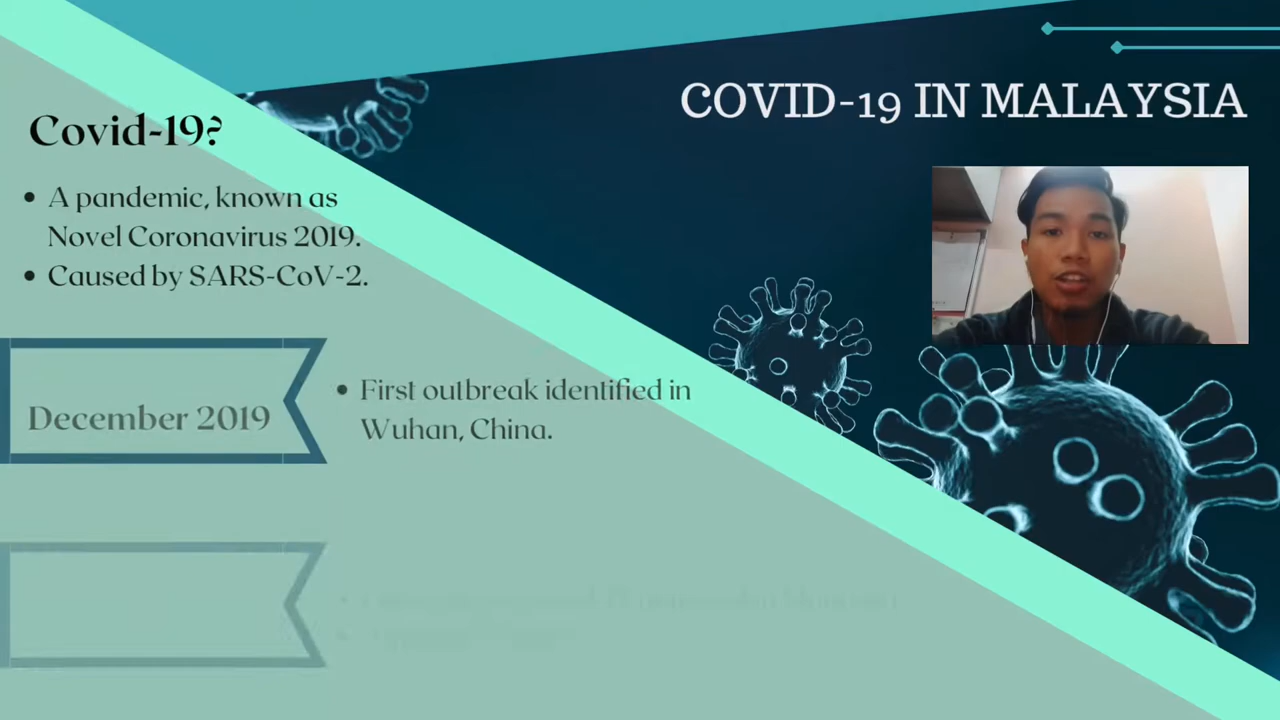 COVID-19 IN MALAYSIA
Covid-19?
• A pandemic, known as
Novel Coronavirus 2019.
• Caused by SARS-CoV-2.
December 2019
• First outbreak identified in
Wuhan, China.